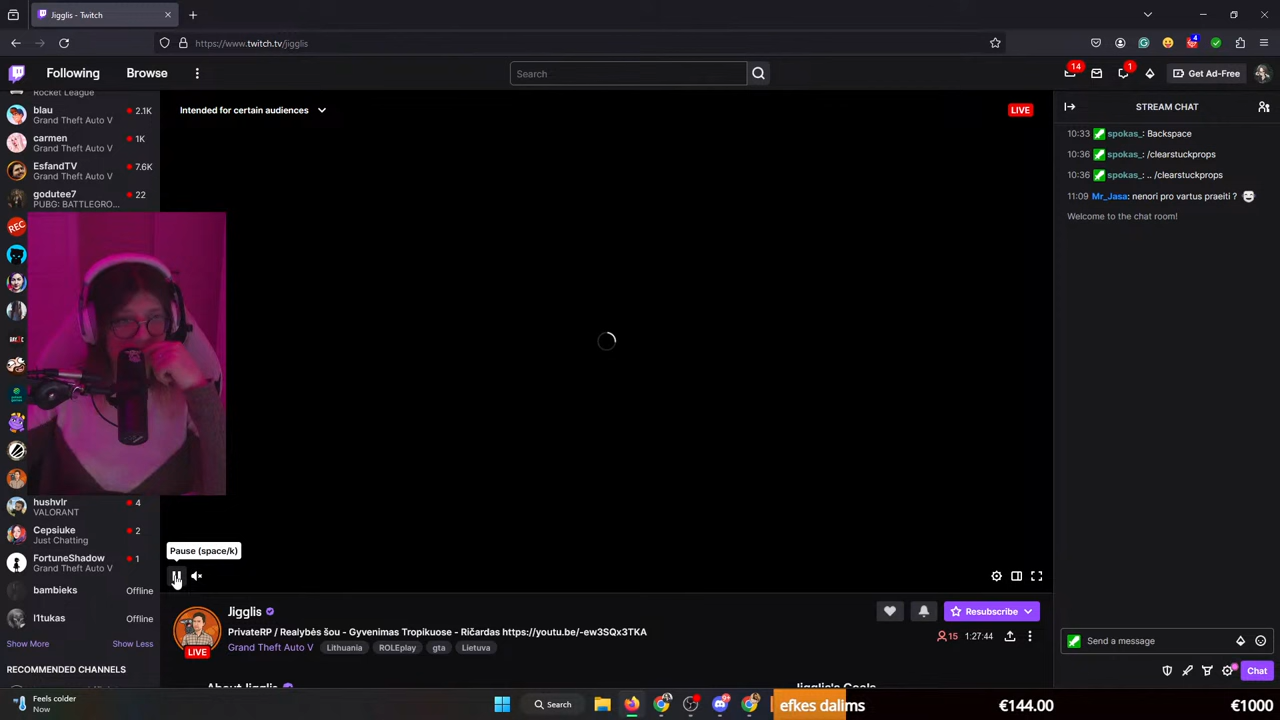 Jigglis - Twitch
https://www.twitch.tv/jigglis
4
Following
Browse
Search
14
1
Get Ad-Free
Rocket League
blau
2.1K
Grand Theft Auto V
carmen
1K
Grand Theft Auto V
EsfandTV
7.6K
Grand Theft Auto V
godutee7
22
PUBG: BATTLEGRO...
REC
hushvlr
4
VALORANT
Cepsiuke
2
Just Chatting
FortuneShadow
1
Grand Theft Auto V
bambieks
Offline
l1tukas
Offline
Show More
Show Less
RECOMMENDED CHANNELS
Intended for certain audiences
LIVE
Pause (space/k)
Jigglis
PrivateRP / Realybės šou - Gyvenimas Tropikuose - Ričardas https://youtu.be/-ew3SQx3TKA
Grand Theft Auto V
Lithuania
ROLEplay
gta
Lietuva
LIVE
Resubscribe
15
1:27:44
About Jigglis
Jigglis's Goals
STREAM CHAT
10:33 spokas_: Backspace
10:36 spokas_: /clearstuckprops
10:36 spokas_: .. /clearstuckprops
11:09 Mr_Jasa: nenori pro vartus praeiti ?
Welcome to the chat room!
Send a message
Chat
Feels colder
Now
Search
efkes dalims
€144.00
€1000